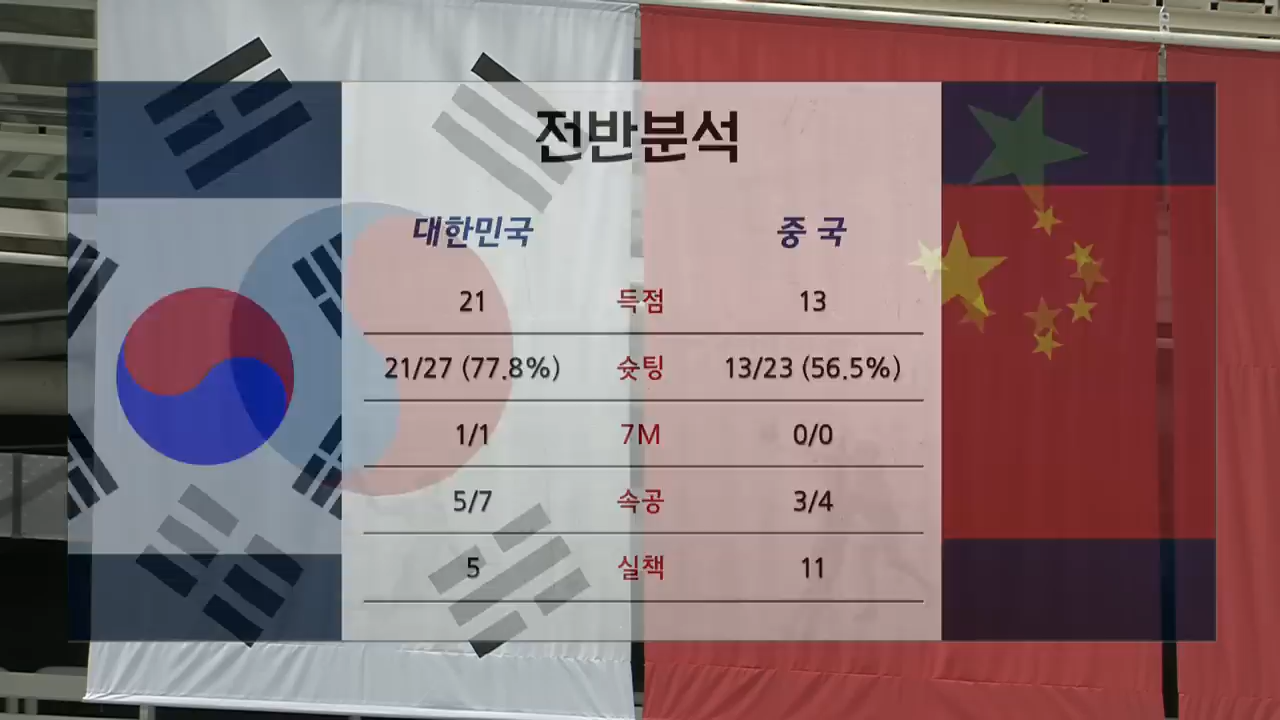 전반분석
대한민국 중 국
21 득점 13
21/27 (77.8%) 슛팅 13/23 (56.5%)
1/1 7M 0/0
5/7 속공 3/4
5 실책 11